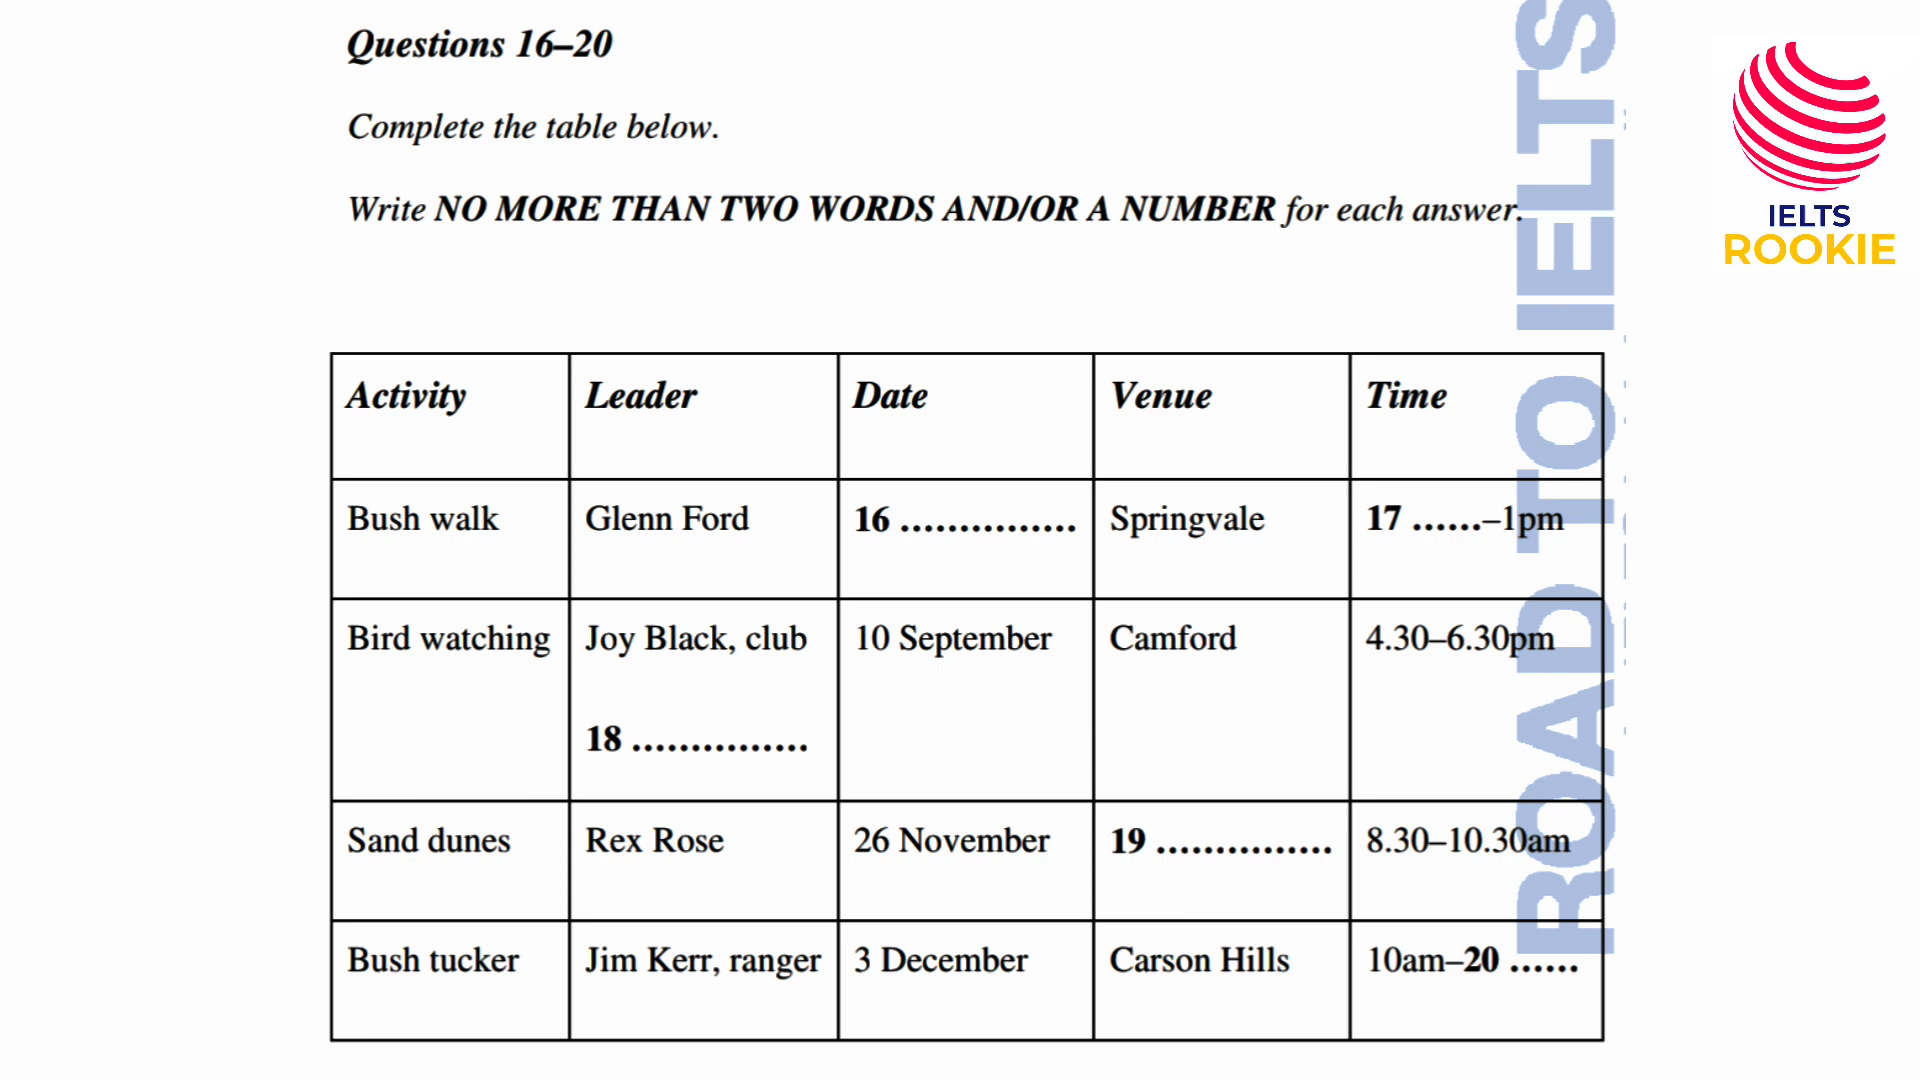 Questions 16–20
Complete the table below.
Write NO MORE THAN TWO WORDS AND/OR A NUMBER for each answer.
Activity Leader Date Venue Time
Bush walk Glenn Ford 16 ............... Springvale 17 ......–1pm
Bird watching Joy Black, club 10 September Camford 4.30–6.30pm
18 ...............
Sand dunes Rex Rose 26 November 19 ............... 8.30–10.30am
Bush tucker Jim Kerr, ranger 3 December Carson Hills 10am–20 ......
ROAD TO IELTS
IELTS
ROOKIE